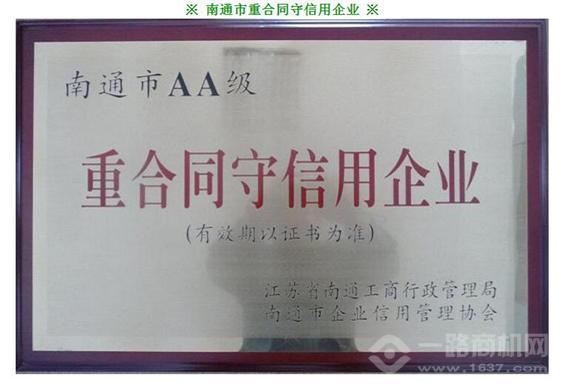 ※ 南通市重合同守信用企业 ※
南通市AA级
重合同守信用企业
(有效期以证书为准)
江苏省南通工商行政管理局
南通市企业信用管理协会
一路商机网
www.1637.com